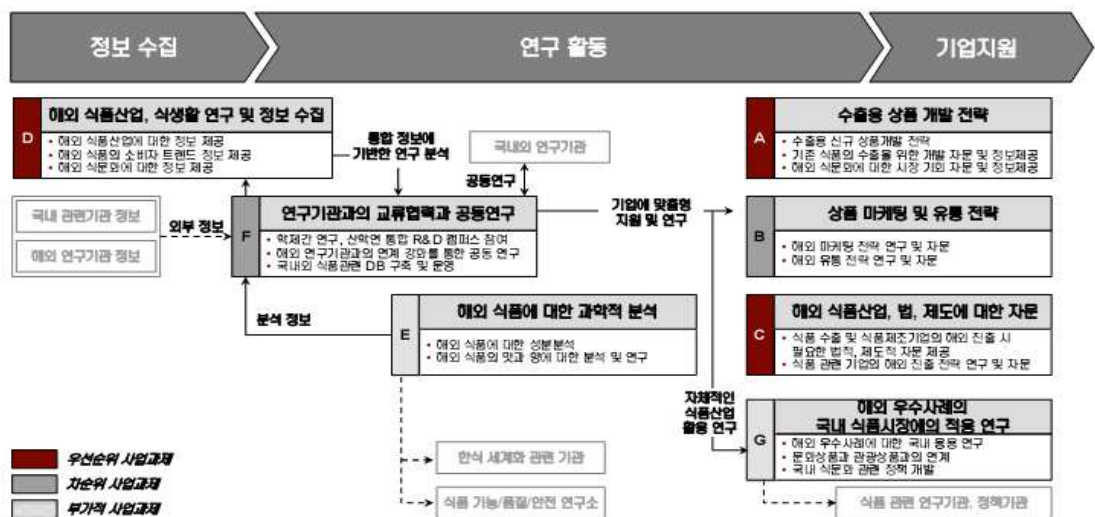 정보 수집
연구 활동
기업지원
D
해외 식품산업, 식생활 연구 및 정보 수집
• 해외 식품산업에 대한 정보 제공
• 해외 식품의 소비자 트렌드 정보 제공
• 해외 식문화에 대한 정보 제공
통합 정보에
기반한 연구 분석
국내외 연구기관
공동연구
A
수출용 상품 개발 전략
• 수출용 신규 상품개발 전략
• 기존 식품의 수출을 위한 개발 자문 및 정보제공
• 해외 식문화에 대한 시장 기회 자문 및 정보제공
국내 관련기관 정보
해외 연구기관 정보
외부 정보
F
연구기관과의 교류협력과 공동연구
• 학제간 연구, 산학연 통합 R&D 캠퍼스 참여
• 해외 연구기관과의 연계 강화를 통한 공동 연구
• 국내외 식품관련 DB 구축 및 운영
기업에 맞춤형
지원 및 연구
B
상품 마케팅 및 유통 전략
• 해외 마케팅 전략 연구 및 자문
• 해외 유통 전략 연구 및 자문
분석 정보
E
해외 식품에 대한 과학적 분석
• 해외 식품에 대한 성분분석
• 해외 식품의 맛과 향에 대한 분석 및 연구
C
해외 식품산업, 법, 제도에 대한 자문
• 식품 수출 및 식품제조기업의 해외 진출 시
필요한 법적, 제도적 자문 제공
• 식품 관련 기업의 해외 진출 전략 연구 및 자문
자체적인
식품산업
활용 연구
G
해외 우수사례의
국내 식품시장에의 적용 연구
• 해외 우수사례에 대한 국내 응용 연구
• 문화상품과 관광상품과의 연계
• 국내 식문화 관련 정책 개발
한식 세계화 관련 기관
식품 기능/품질/안전 연구소
식품 관련 연구기관, 정책기관
우선순위 사업과제
차순위 사업과제
부가적 사업과제